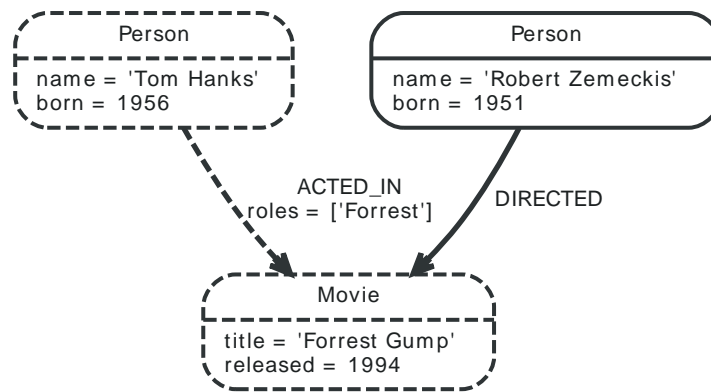 Person
name = 'Tom Hanks'
born = 1956
Person
name = 'Robert Zemeckis'
born = 1951
ACTED_IN
roles = ['Forrest']
DIRECTED
Movie
title = 'Forrest Gump'
released = 1994